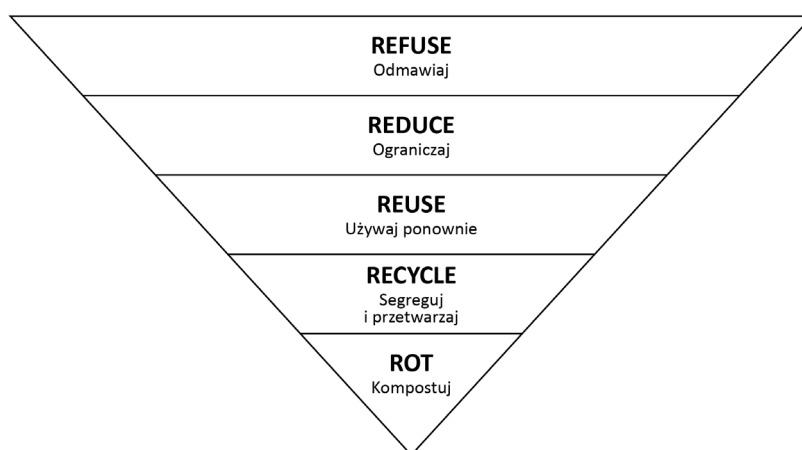 REFUSE
Odmawiaj
REDUCE
Ograniczaj
REUSE
Używaj ponownie
RECYCLE
Segreguj
i przetwarzaj
ROT
Kompostuj